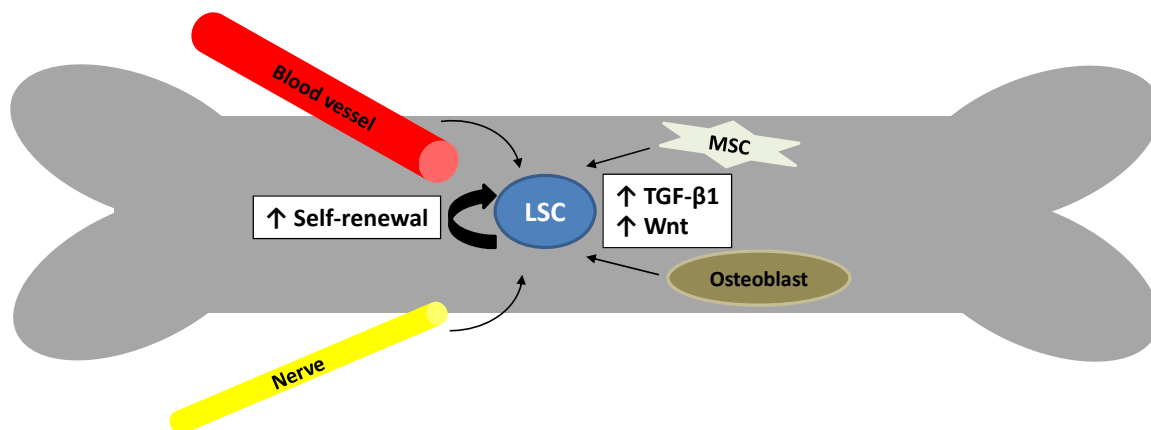 Blood vessel
MSC
↑ Self-renewal
LSC
↑ TGF-β1
↑ Wnt
Osteoblast
Nerve